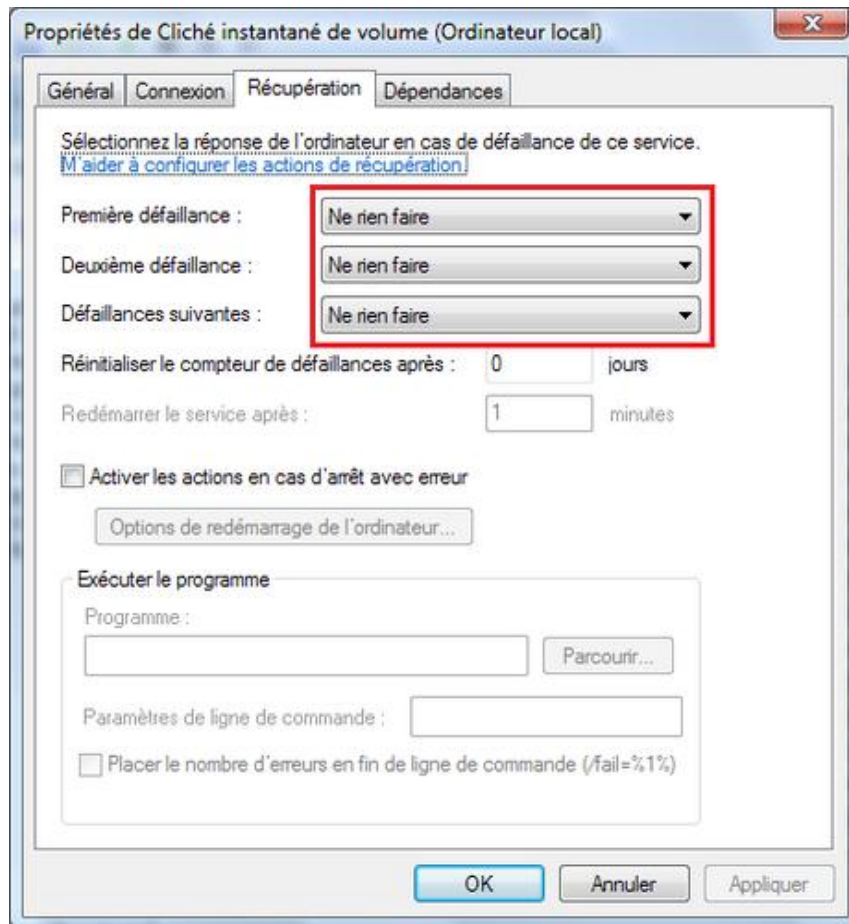 Propriétés de Cliché instantané de volume (Ordinateur local)
Général Connexion Récupération Dépendances
Sélectionnez la réponse de l'ordinateur en cas de défaillance de ce service.
M'aider à configurer les actions de récupération.
Première défaillance : Ne rien faire
Deuxième défaillance : Ne rien faire
Défaillances suivantes : Ne rien faire
Réinitialiser le compteur de défaillances après : 0 jours
Redémarrer le service après : 1 minutes
Activer les actions en cas d'arrêt avec erreur
Options de redémarrage de l'ordinateur...
Exécuter le programme
Programme :
Parcourir...
Paramètres de ligne de commande :
Placer le nombre d'erreurs en fin de ligne de commande (/fail=%1%)
OK Annuler Appliquer